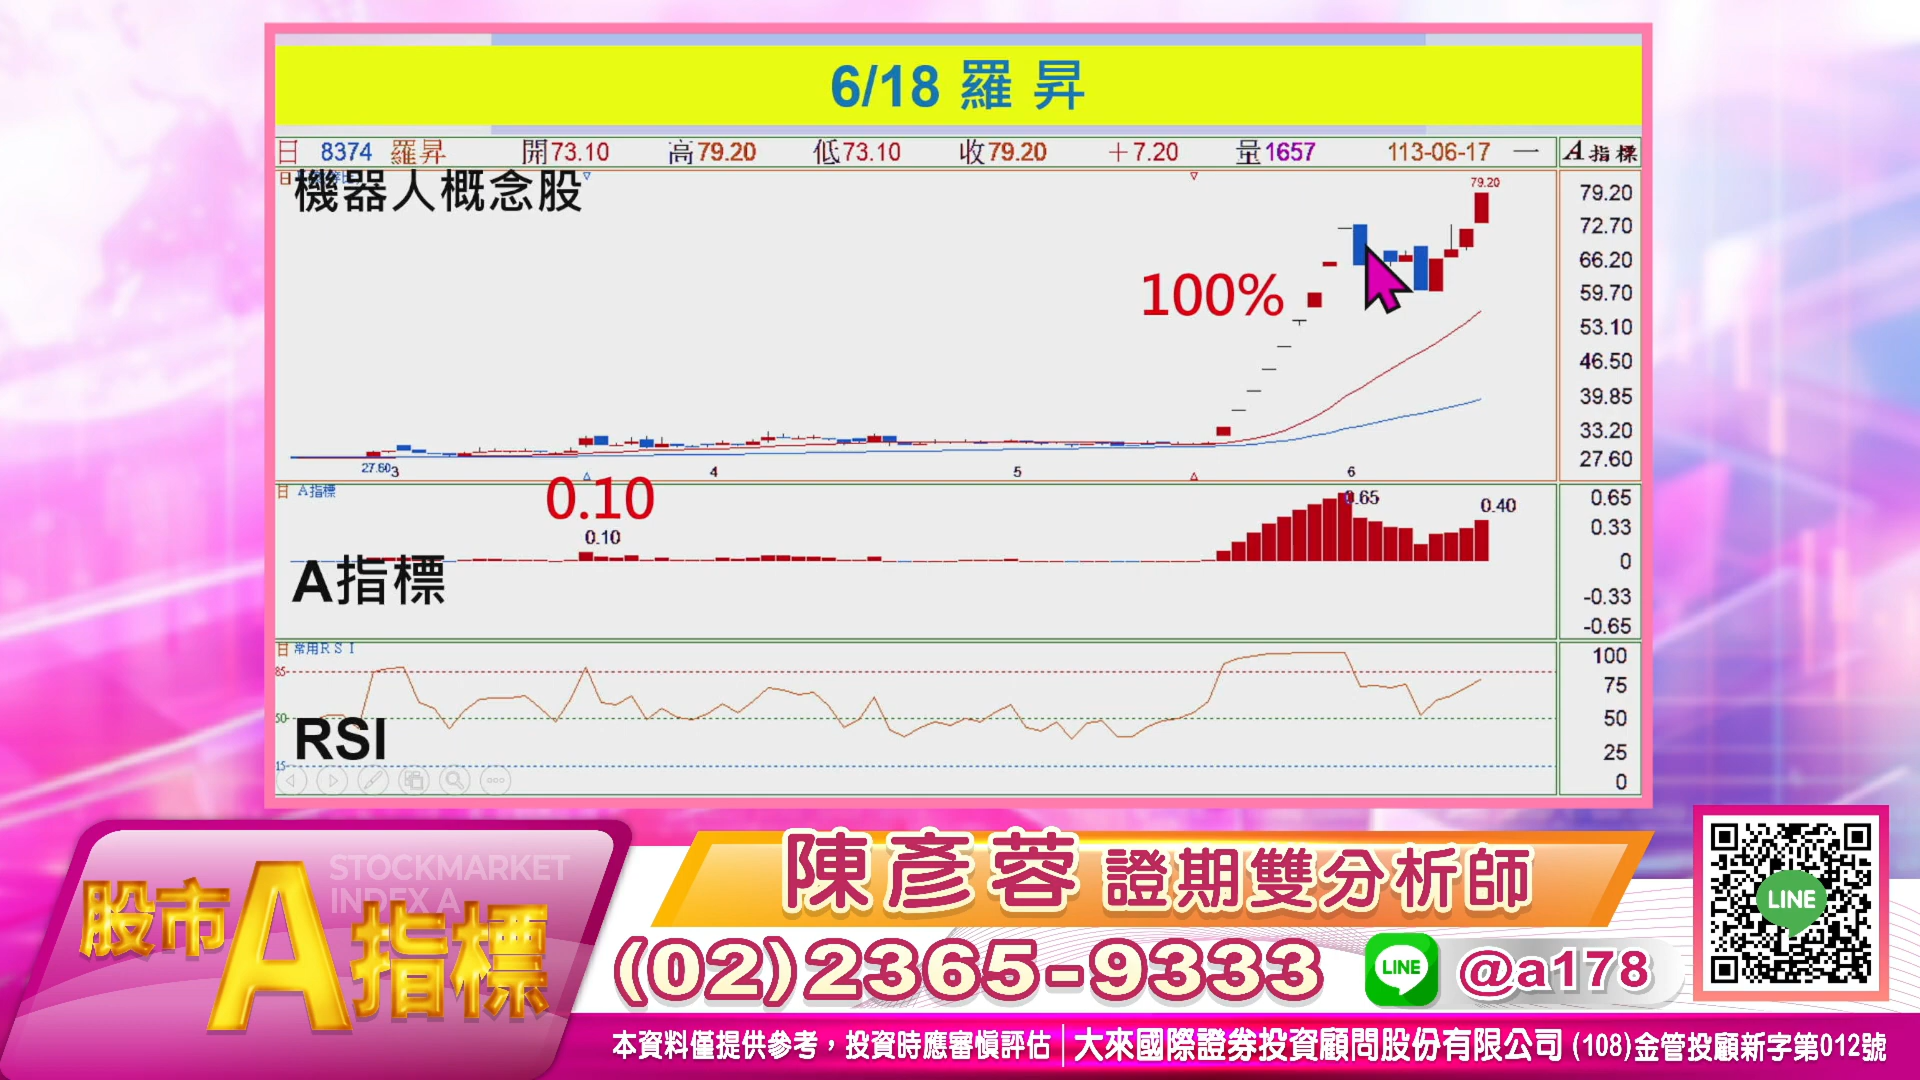 6/18 羅 昇
日 8374 羅昇 開73.10 高79.20 低73.10 收79.20 +7.20 量1657 113-06-17 一 A指標
日
機器人概念股
79.20
79.20
72.70
66.20
59.70
53.10
46.50
39.85
33.20
27.60
100%
27.60
3 4 5 6
日 A指標
0.10
0.10
0.65
0.40
0.65
0.33
0
-0.33
-0.65
A指標
日 常用RSI
85
50
15
100
75
50
25
0
RSI
STOCKMARKET
INDEX A
股市A指標
陳彥蓉 證期雙分析師
(02)2365-9333
LINE @a178
LINE
本資料僅提供參考，投資時應審慎評估 | 大來國際證券投資顧問股份有限公司 (108)金管投顧新字第012號